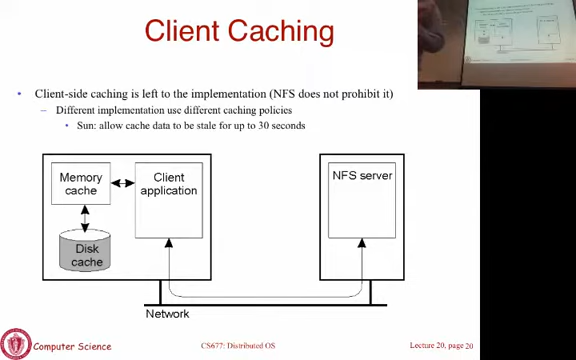 Client Caching
• Client-side caching is left to the implementation (NFS does not prohibit it)
– Different implementation use different caching policies
• Sun: allow cache data to be stale for up to 30 seconds
Memory
cache
Client
application
NFS server
Disk
cache
Network
Computer Science
CS677: Distributed OS
Lecture 20, page 20